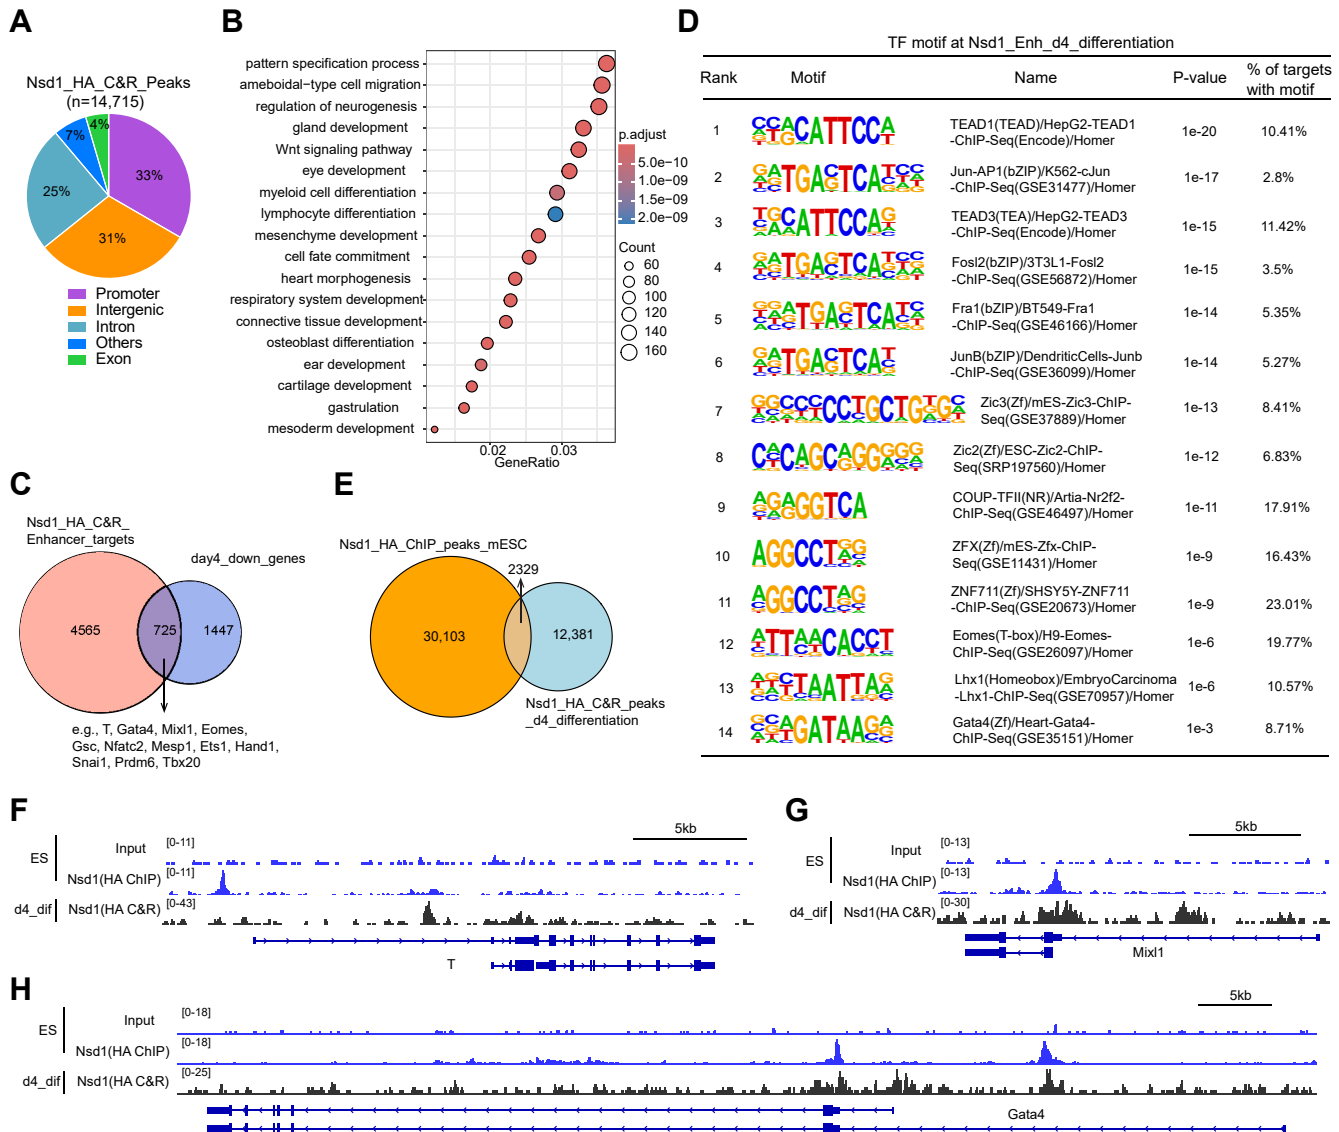 A
Nsd1_HA_C&R_Peaks
(n=14,715)
4%
7%
33%
25%
31%
Promoter
Intergenic
Intron
Others
Exon
B
pattern specification process
ameboidal-type cell migration
regulation of neurogenesis
gland development
Wnt signaling pathway
eye development
myeloid cell differentiation
lymphocyte differentiation
mesenchyme development
cell fate commitment
heart morphogenesis
respiratory system development
connective tissue development
osteoblast differentiation
ear development
cartilage development
gastrulation
mesoderm development
0.02 0.03
GeneRatio
p.adjust
5.0e-10
1.0e-09
1.5e-09
2.0e-09
Count
60
80
100
120
140
160
C
Nsd1_HA_C&R_
Enhancer_targets
day4_down_genes
4565 725 1447
e.g., T, Gata4, Mixl1, Eomes,
Gsc, Nfatc2, Mesp1, Ets1, Hand1,
Snai1, Prdm6, Tbx20
E
Nsd1_HA_ChIP_peaks_mESC
2329
30,103 12,381
Nsd1_HA_C&R_peaks
_d4_differentiation
D
TF motif at Nsd1_Enh_d4_differentiation
Rank Motif Name P-value % of targets
with motif
1 TEAD1(TEAD)/HepG2-TEAD1
-ChIP-Seq(Encode)/Homer 1e-20 10.41%
2 Jun-AP1(bZIP)/K562-cJun
-ChIP-Seq(GSE31477)/Homer 1e-17 2.8%
3 TEAD3(TEA)/HepG2-TEAD3
-ChIP-Seq(Encode)/Homer 1e-15 11.42%
4 Fosl2(bZIP)/3T3L1-Fosl2
-ChIP-Seq(GSE56872)/Homer 1e-15 3.5%
5 Fra1(bZIP)/BT549-Fra1
-ChIP-Seq(GSE46166)/Homer 1e-14 5.35%
6 JunB(bZIP)/DendriticCells-Junb
-ChIP-Seq(GSE36099)/Homer 1e-14 5.27%
7 Zic3(Zf)/mES-Zic3-ChIP-
Seq(GSE37889)/Homer 1e-13 8.41%
8 Zic2(Zf)/ESC-Zic2-ChIP-
Seq(SRP197560)/Homer 1e-12 6.83%
9 COUP-TFII(NR)/Artia-Nr2f2-
ChIP-Seq(GSE46497)/Homer 1e-11 17.91%
10 ZFX(Zf)/mES-Zfx-ChIP-
Seq(GSE11431)/Homer 1e-9 16.43%
11 ZNF711(Zf)/SHSY5Y-ZNF711
-ChIP-Seq(GSE20673)/Homer 1e-9 23.01%
12 Eomes(T-box)/H9-Eomes-
ChIP-Seq(GSE26097)/Homer 1e-6 19.77%
13 Lhx1(Homeobox)/EmbryoCarcinoma
-Lhx1-ChIP-Seq(GSE70957)/Homer 1e-6 10.57%
14 Gata4(Zf)/Heart-Gata4-
ChIP-Seq(GSE35151)/Homer 1e-3 8.71%
F
5kb
ES Input [0-11]
Nsd1(HA ChIP) [0-11]
d4_dif Nsd1(HA C&R) [0-43]
T
G
5kb
ES Input [0-13]
Nsd1(HA ChIP) [0-13]
d4_dif Nsd1(HA C&R) [0-30]
Mixl1
H
5kb
ES Input [0-18]
Nsd1(HA ChIP) [0-18]
d4_dif Nsd1(HA C&R) [0-25]
Gata4